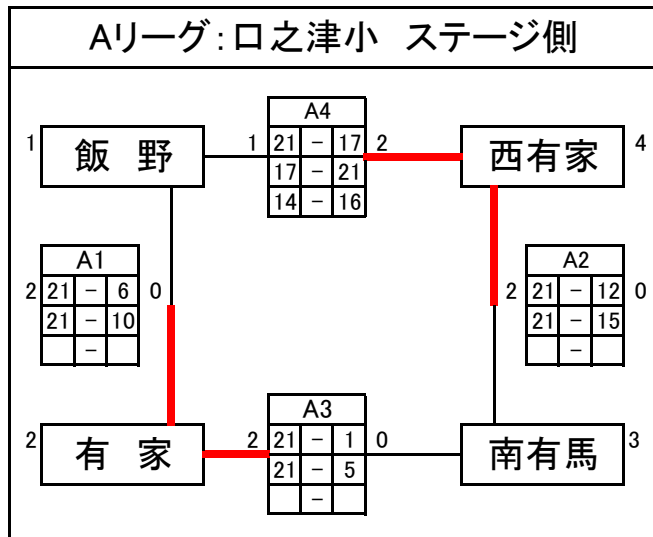 Aリーグ:口之津小 ステージ側
A4
1 飯 野 1 21 － 17 2 西有家 4
17 － 21
14 － 16
A1 A2
2 21 － 6 0 2 21 － 12 0
21 － 10 21 － 15
－ －
A3
2 有 家 2 21 － 1 0 南有馬 3
21 － 5
－